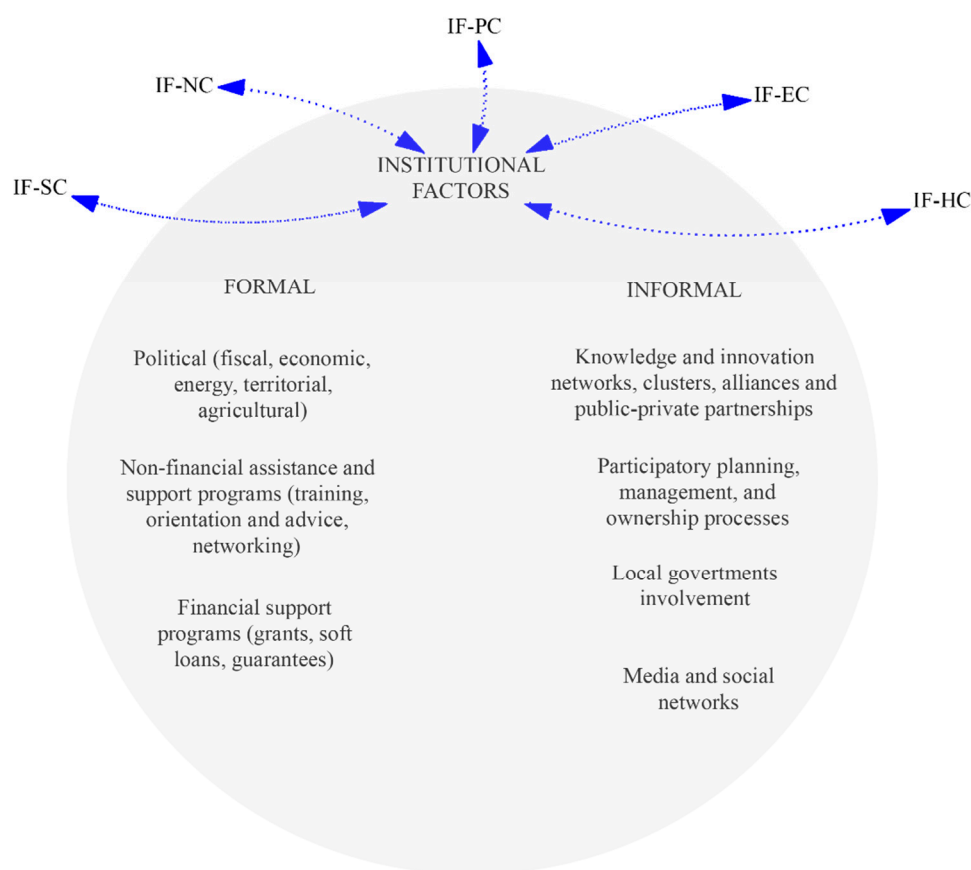 IF-PC
IF-NC
IF-EC
INSTITUTIONAL
FACTORS
IF-SC
IF-HC
FORMAL
Political (fiscal, economic,
energy, territorial,
agricultural)
Non-financial assistance and
support programs (training,
orientation and advice,
networking)
Financial support
programs (grants, soft
loans, guarantees)
INFORMAL
Knowledge and innovation
networks, clusters, alliances and
public-private partnerships
Participatory planning,
management, and
ownership processes
Local govertments
involvement
Media and social
networks